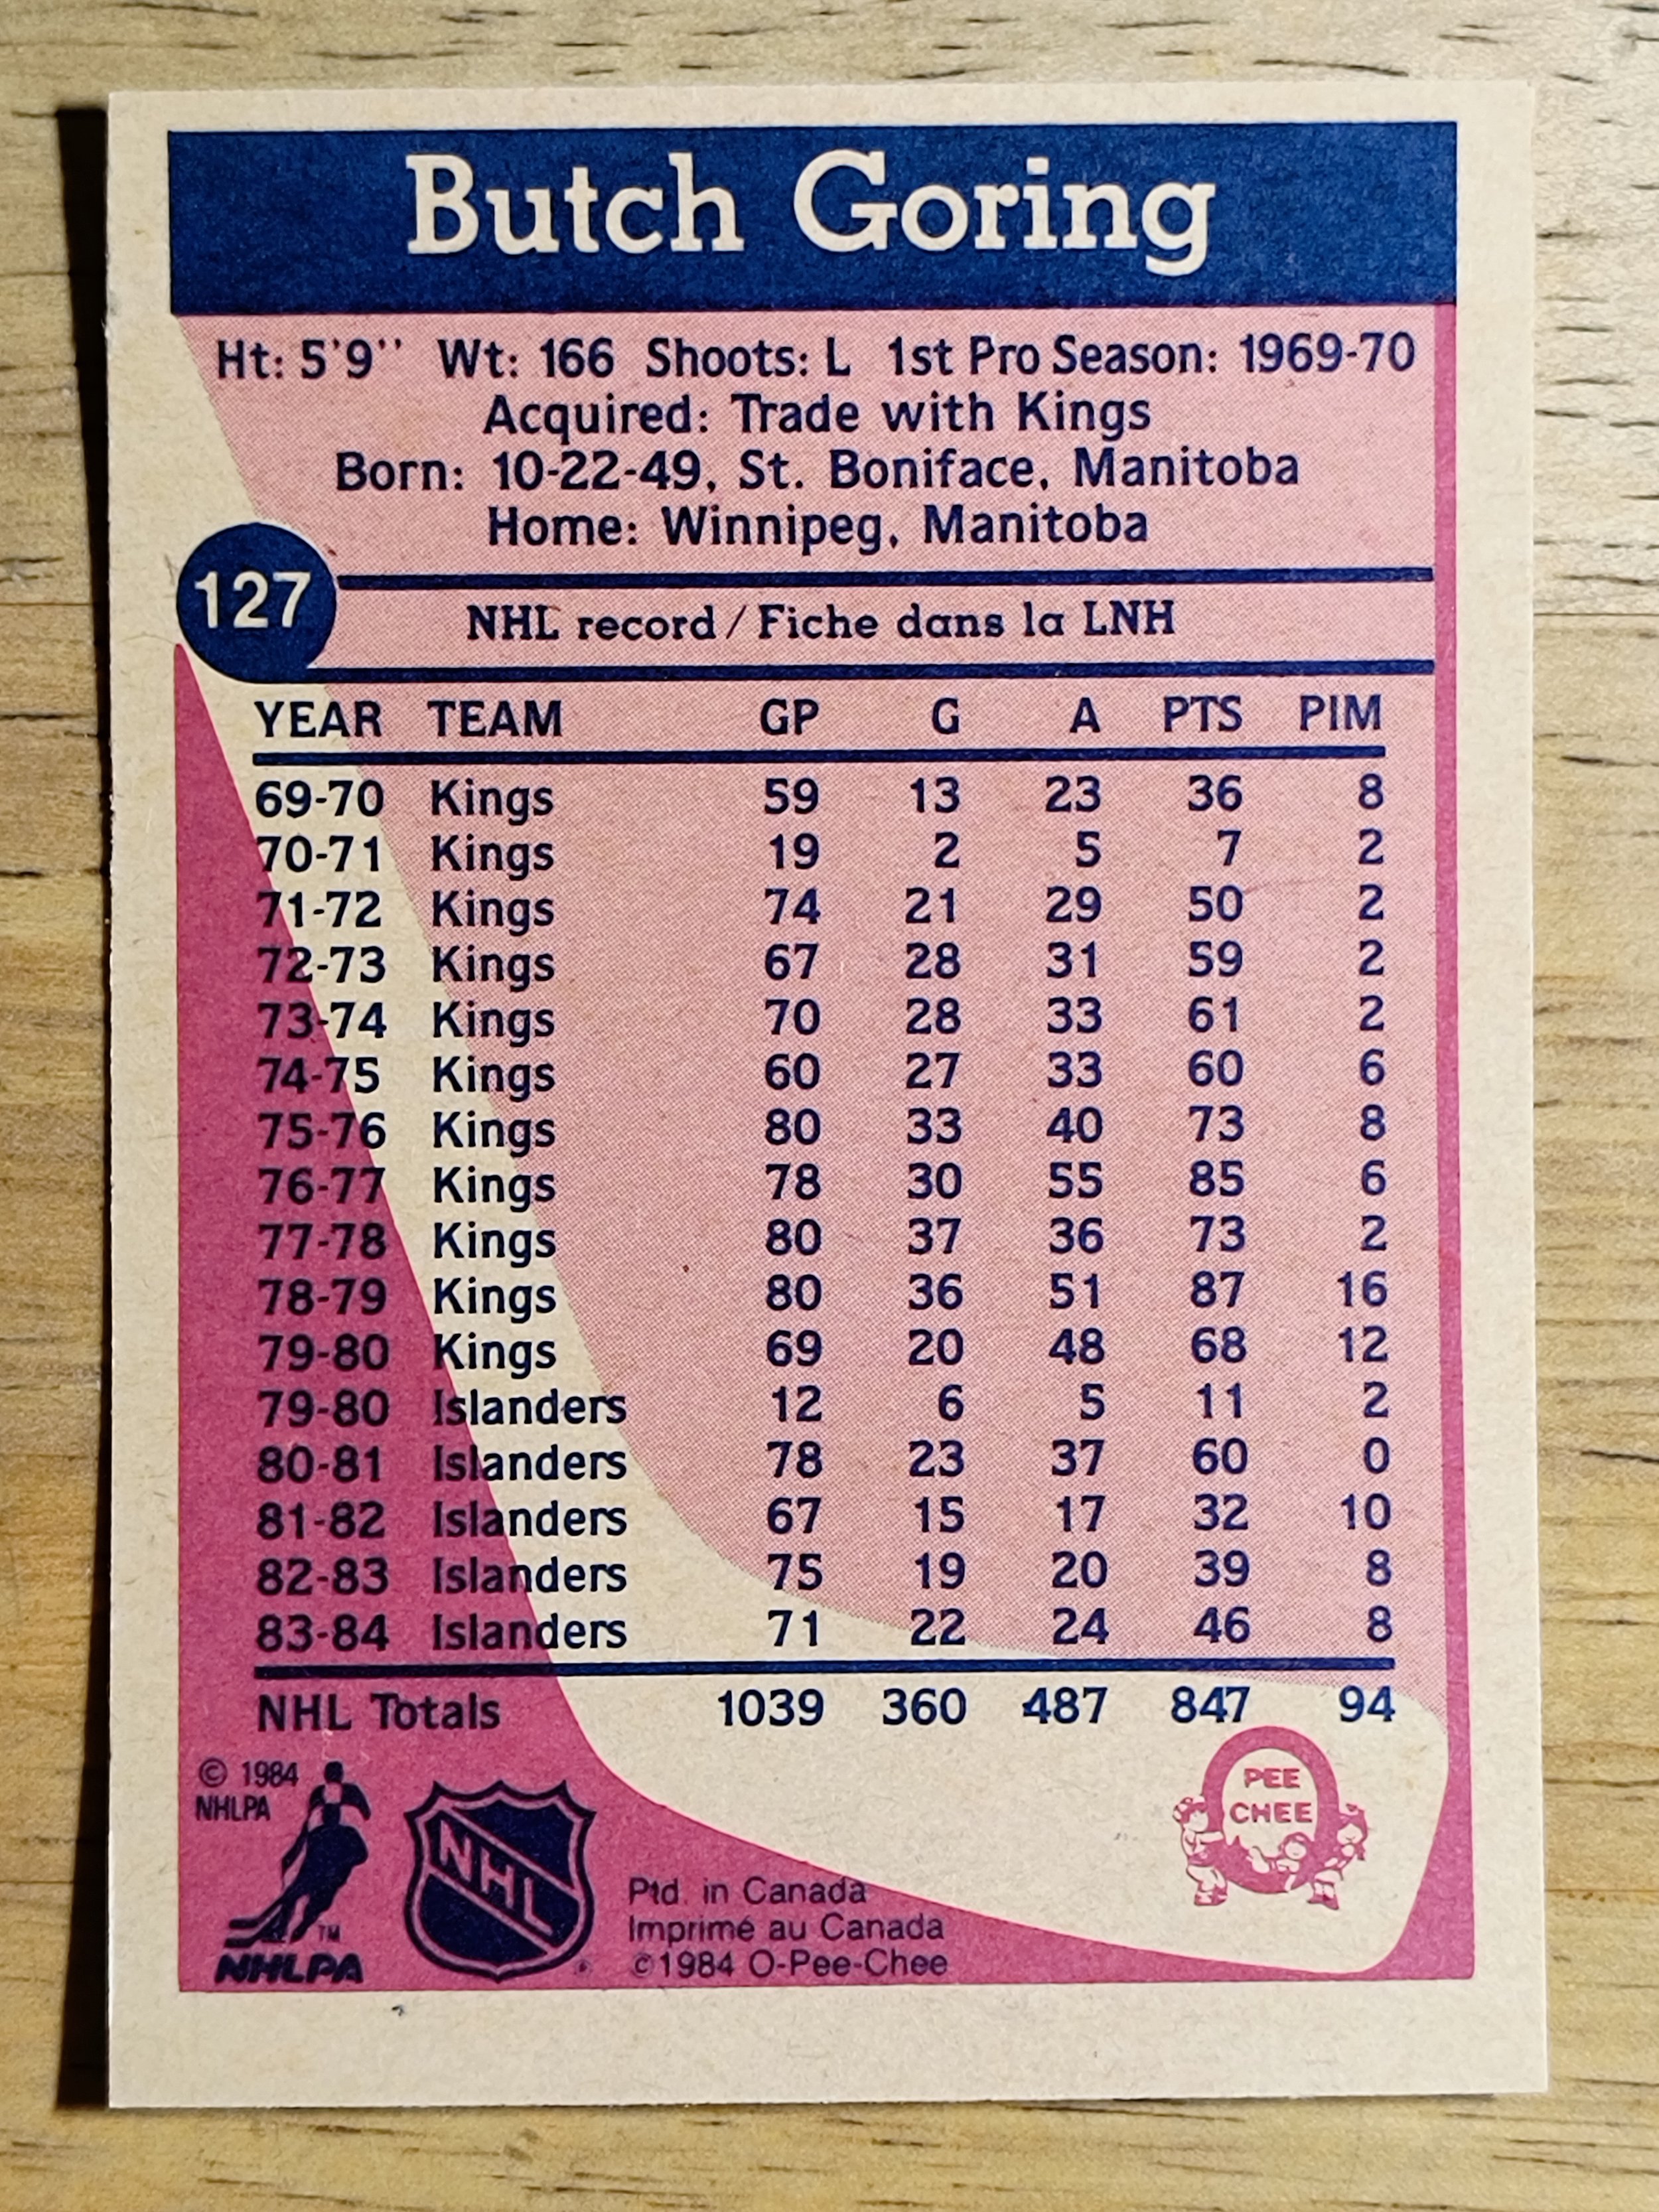 Butch Goring
Ht: 5'9'' Wt: 166 Shoots: L 1st Pro Season: 1969-70
Acquired: Trade with Kings
Born: 10-22-49, St. Boniface, Manitoba
Home: Winnipeg, Manitoba
127
NHL record / Fiche dans la LNH
YEAR TEAM GP G A PTS PIM
69-70 Kings 59 13 23 36 8
70-71 Kings 19 2 5 7 2
71-72 Kings 74 21 29 50 2
72-73 Kings 67 28 31 59 2
73-74 Kings 70 28 33 61 2
74-75 Kings 60 27 33 60 6
75-76 Kings 80 33 40 73 8
76-77 Kings 78 30 55 85 6
77-78 Kings 80 37 36 73 2
78-79 Kings 80 36 51 87 16
79-80 Kings 69 20 48 68 12
79-80 Islanders 12 6 5 11 2
80-81 Islanders 78 23 37 60 0
81-82 Islanders 67 15 17 32 10
82-83 Islanders 75 19 20 39 8
83-84 Islanders 71 22 24 46 8
NHL Totals 1039 360 487 847 94
© 1984
NHLPA
TM
NHLPA
NHL
Ptd. in Canada
Imprimé au Canada
©1984 O-Pee-Chee
PEE
CHEE